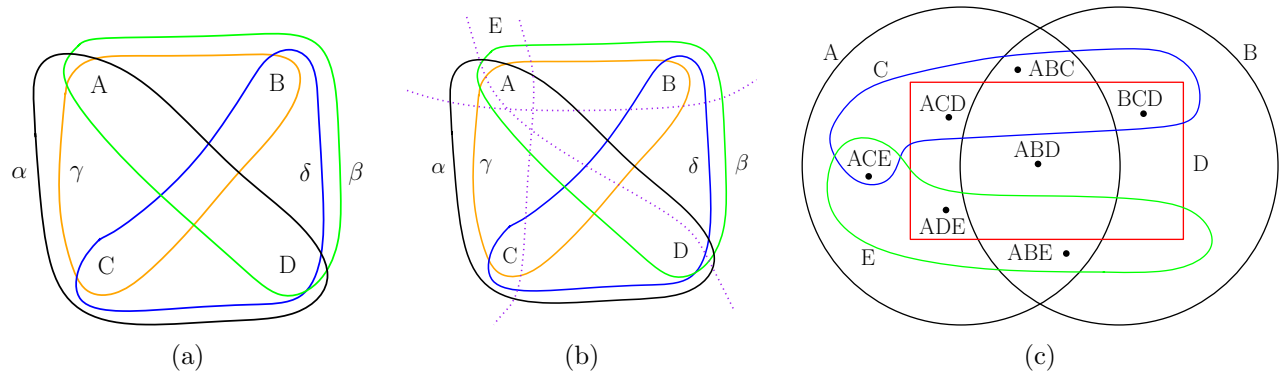 A
B
C
D
α
γ
δ
β
(a)
E
A
B
C
D
α
γ
δ
β
(b)
A
B
C
D
E
ABC
ACD
BCD
ABD
ACE
ADE
ABE
(c)